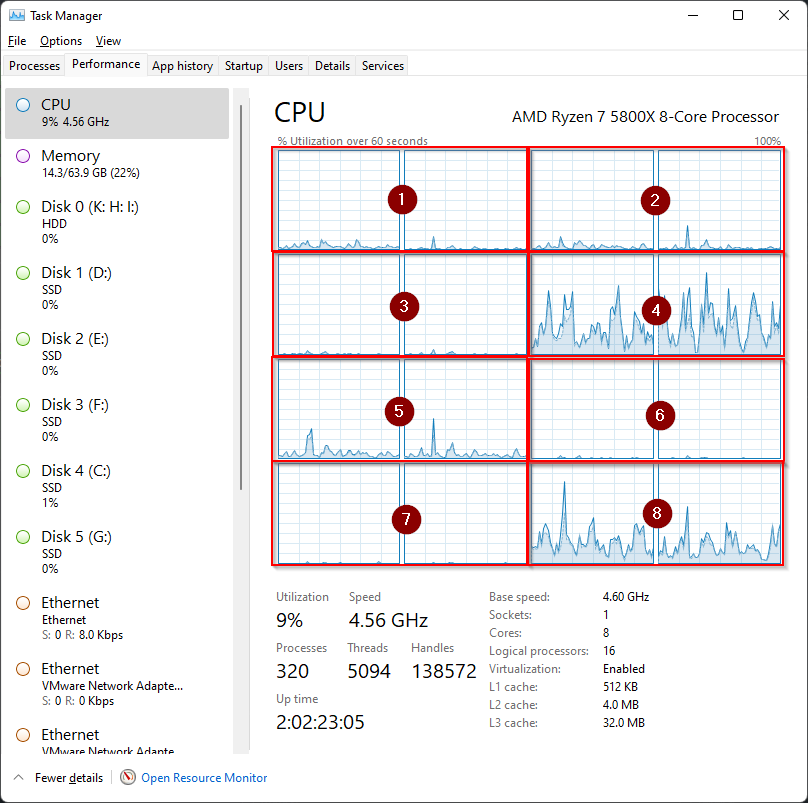 Task Manager
File Options View
Processes Performance App history Startup Users Details Services
CPU
9% 4.56 GHz
Memory
14.3/63.9 GB (22%)
Disk 0 (K: H: I:)
HDD
0%
Disk 1 (D:)
SSD
0%
Disk 2 (E:)
SSD
0%
Disk 3 (F:)
SSD
0%
Disk 4 (C:)
SSD
1%
Disk 5 (G:)
SSD
0%
Ethernet
Ethernet
S: 0 R: 8.0 Kbps
Ethernet
VMware Network Adapte...
S: 0 R: 0 Kbps
Ethernet
VMware Network Adapte
CPU AMD Ryzen 7 5800X 8-Core Processor
% Utilization over 60 seconds 100%
1 2
3 4
5 6
7 8
Utilization Speed
9% 4.56 GHz
Processes Threads Handles
320 5094 138572
Up time
2:02:23:05
Base speed: 4.60 GHz
Sockets: 1
Cores: 8
Logical processors: 16
Virtualization: Enabled
L1 cache: 512 KB
L2 cache: 4.0 MB
L3 cache: 32.0 MB
Fewer details Open Resource Monitor